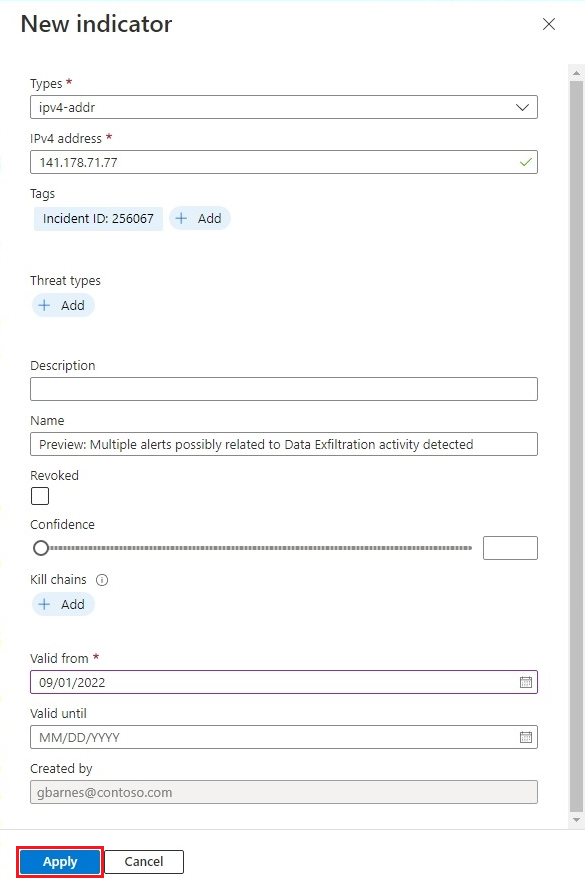 New indicator
Types *
ipv4-addr
IPv4 address *
141.178.71.77
Tags
Incident ID: 256067 + Add
Threat types
+ Add
Description
Name
Preview: Multiple alerts possibly related to Data Exfiltration activity detected
Revoked
Confidence
Kill chains
+ Add
Valid from *
09/01/2022
Valid until
MM/DD/YYYY
Created by
gbarnes@contoso.com
Apply Cancel